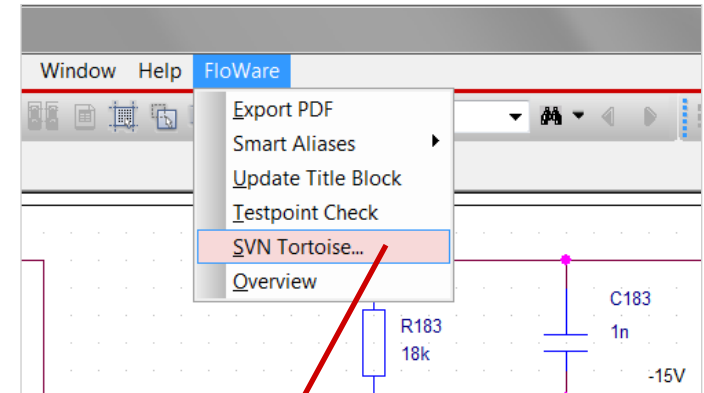 Window Help FloWare
Export PDF
Smart Aliases
Update Title Block
Testpoint Check
SVN Tortoise...
Overview
C183
1n
R183
18k
-15V